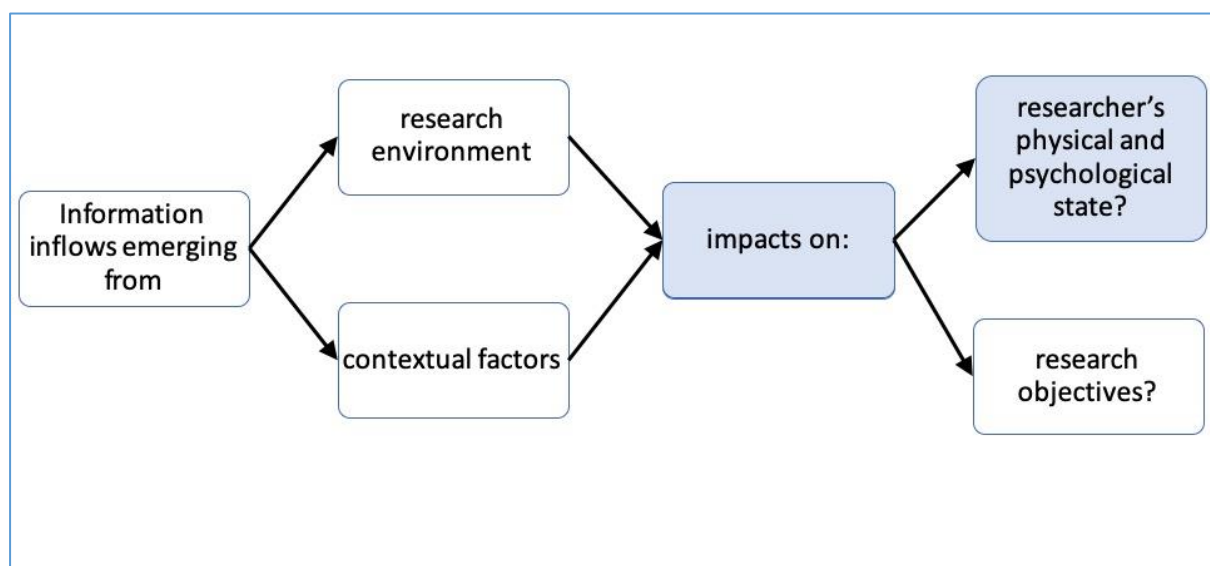 Information
inflows emerging
from
research
environment
contextual factors
impacts on:
researcher’s
physical and
psychological
state?
research
objectives?